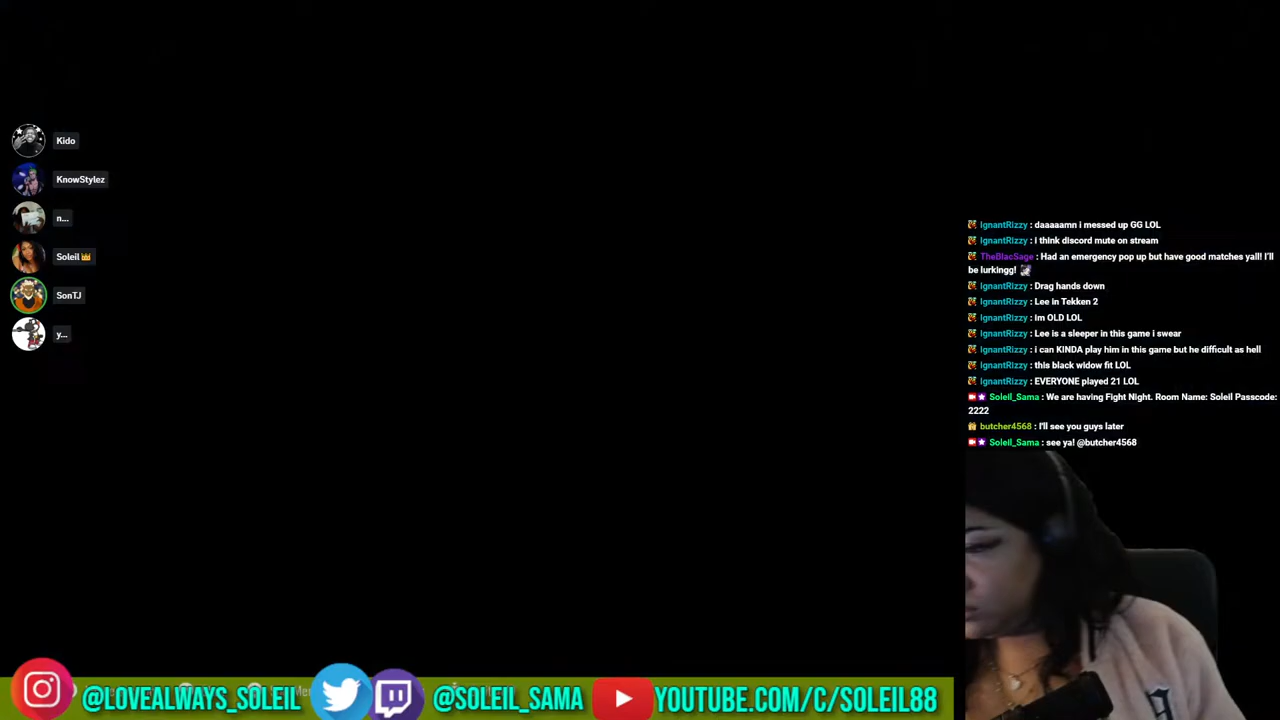 Kido
KnowStylez
n...
Soleil 👑
SonTJ
y...
IgnantRizzy : daaaaamn i messed up GG LOL
IgnantRizzy : i think discord mute on stream
TheBlacSage : Had an emergency pop up but have good matches yall! I'll
be lurkingg!
IgnantRizzy : Drag hands down
IgnantRizzy : Lee in Tekken 2
IgnantRizzy : Im OLD LOL
IgnantRizzy : Lee is a sleeper in this game i swear
IgnantRizzy : i can KINDA play him in this game but he difficult as hell
IgnantRizzy : this black widow fit LOL
IgnantRizzy : EVERYONE played 21 LOL
Soleil_Sama : We are having Fight Night. Room Name: Soleil Passcode:
2222
butcher4568 : I'll see you guys later
Soleil_Sama : see ya! @butcher4568
@LOVEALWAYS_SOLEIL @SOLEIL_SAMA YOUTUBE.COM/C/SOLEIL88